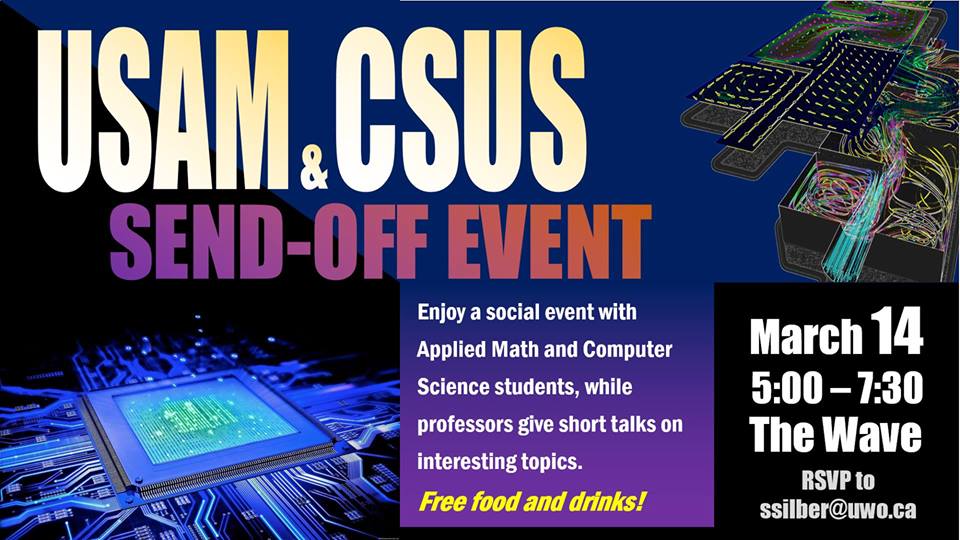 USAM & CSUS
SEND-OFF EVENT
Enjoy a social event with
Applied Math and Computer
Science students, while
professors give short talks on
interesting topics.
Free food and drinks!
March 14
5:00 – 7:30
The Wave
RSVP to
ssilber@uwo.ca